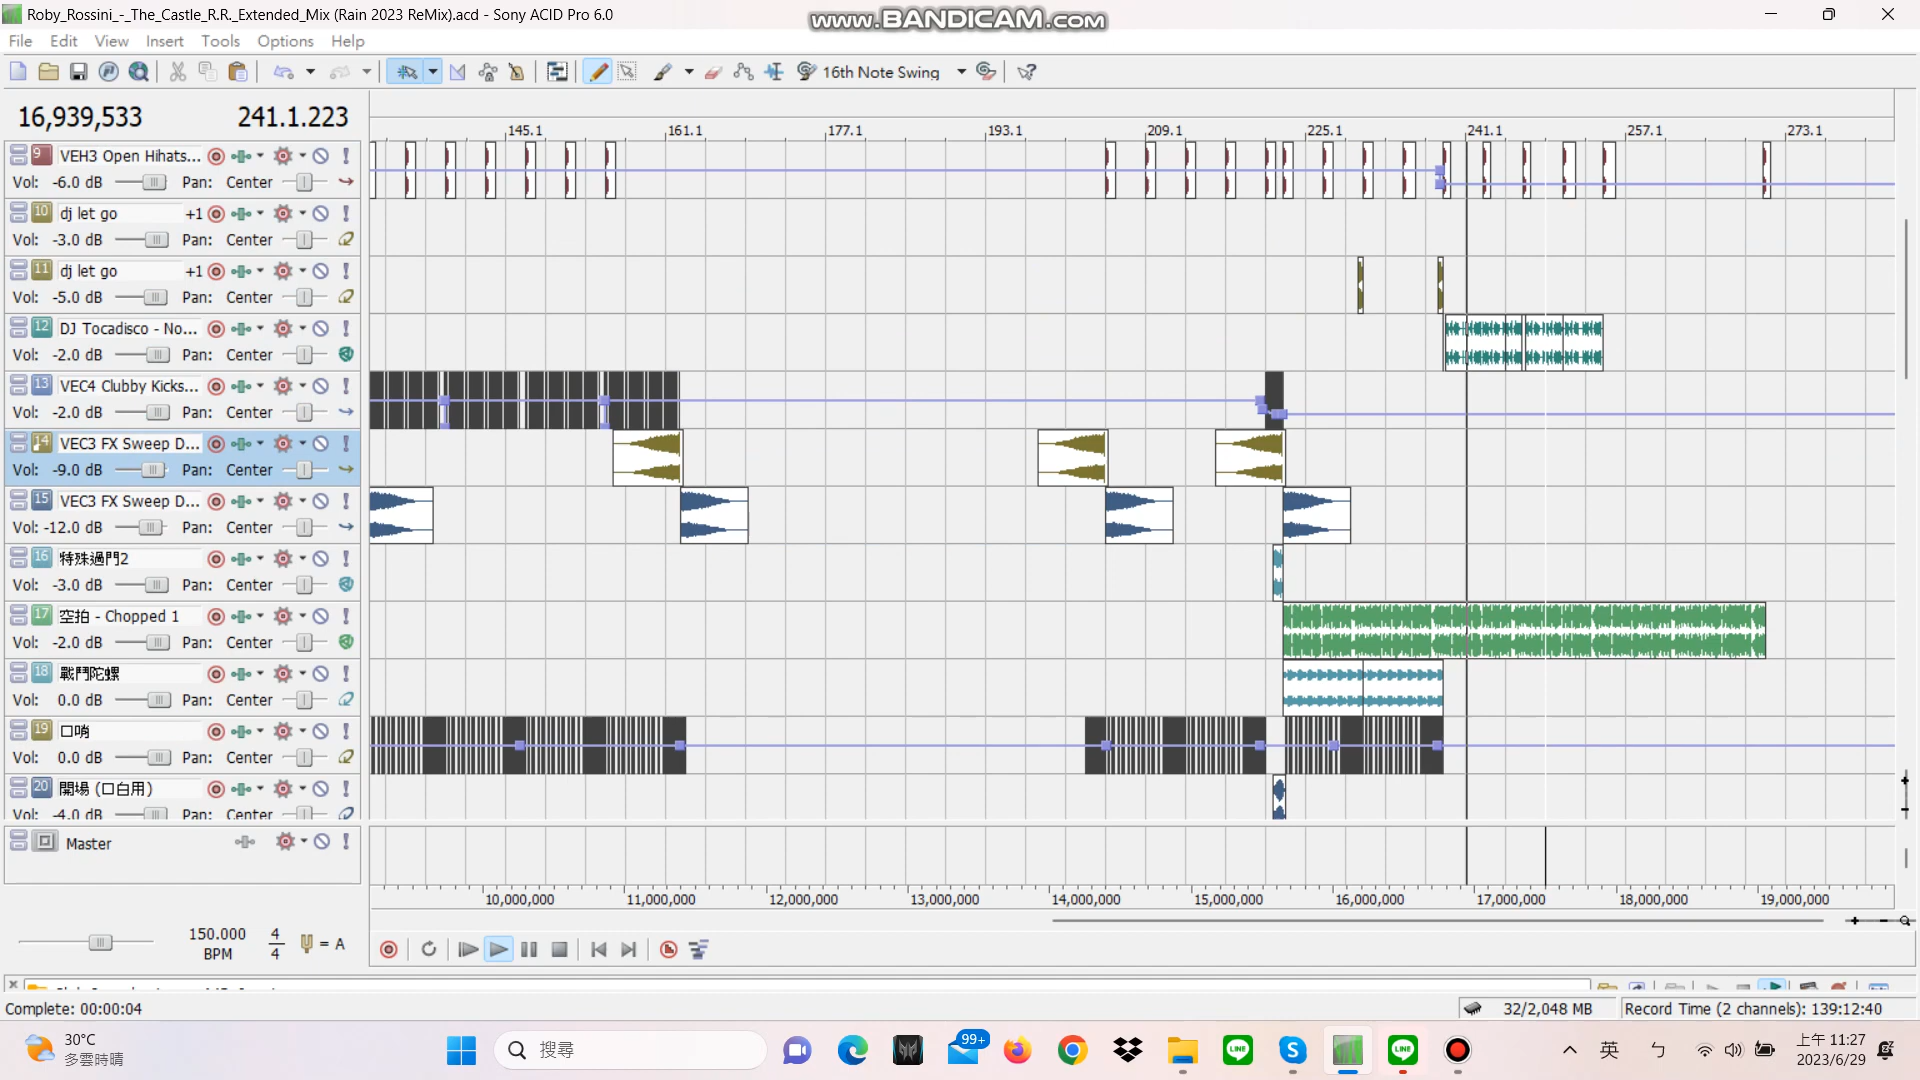 Roby_Rossini_-_The_Castle_R.R._Extended_Mix (Rain 2023 ReMix).acd - Sony ACID Pro 6.0
www.BANDICAM.com
File Edit View Insert Tools Options Help
16th Note Swing
16,939,533 241.1.223
145.1 161.1 177.1 193.1 209.1 225.1 241.1 257.1 273.1
9 VEH3 Open Hihats...
Vol: -6.0 dB Pan: Center
10 dj let go +1
Vol: -3.0 dB Pan: Center
11 dj let go +1
Vol: -5.0 dB Pan: Center
12 DJ Tocadisco - No...
Vol: -2.0 dB Pan: Center
13 VEC4 Clubby Kicks...
Vol: -2.0 dB Pan: Center
14 VEC3 FX Sweep D...
Vol: -9.0 dB Pan: Center
15 VEC3 FX Sweep D...
Vol: -12.0 dB Pan: Center
16 特殊過門2
Vol: -3.0 dB Pan: Center
17 空拍 - Chopped 1
Vol: -2.0 dB Pan: Center
18 戰鬥陀螺
Vol: 0.0 dB Pan: Center
19 口哨
Vol: 0.0 dB Pan: Center
20 開場 (口白用)
Vol: -4.0 dB Pan: Center
Master
10,000,000 11,000,000 12,000,000 13,000,000 14,000,000 15,000,000 16,000,000 17,000,000 18,000,000 19,000,000
150.000 BPM 4/4 = A
Complete: 00:00:04
32/2,048 MB
Record Time (2 channels): 139:12:40
30°C
多雲時晴
搜尋
99+
LINE
LINE
英
ㄅ
上午 11:27
2023/6/29